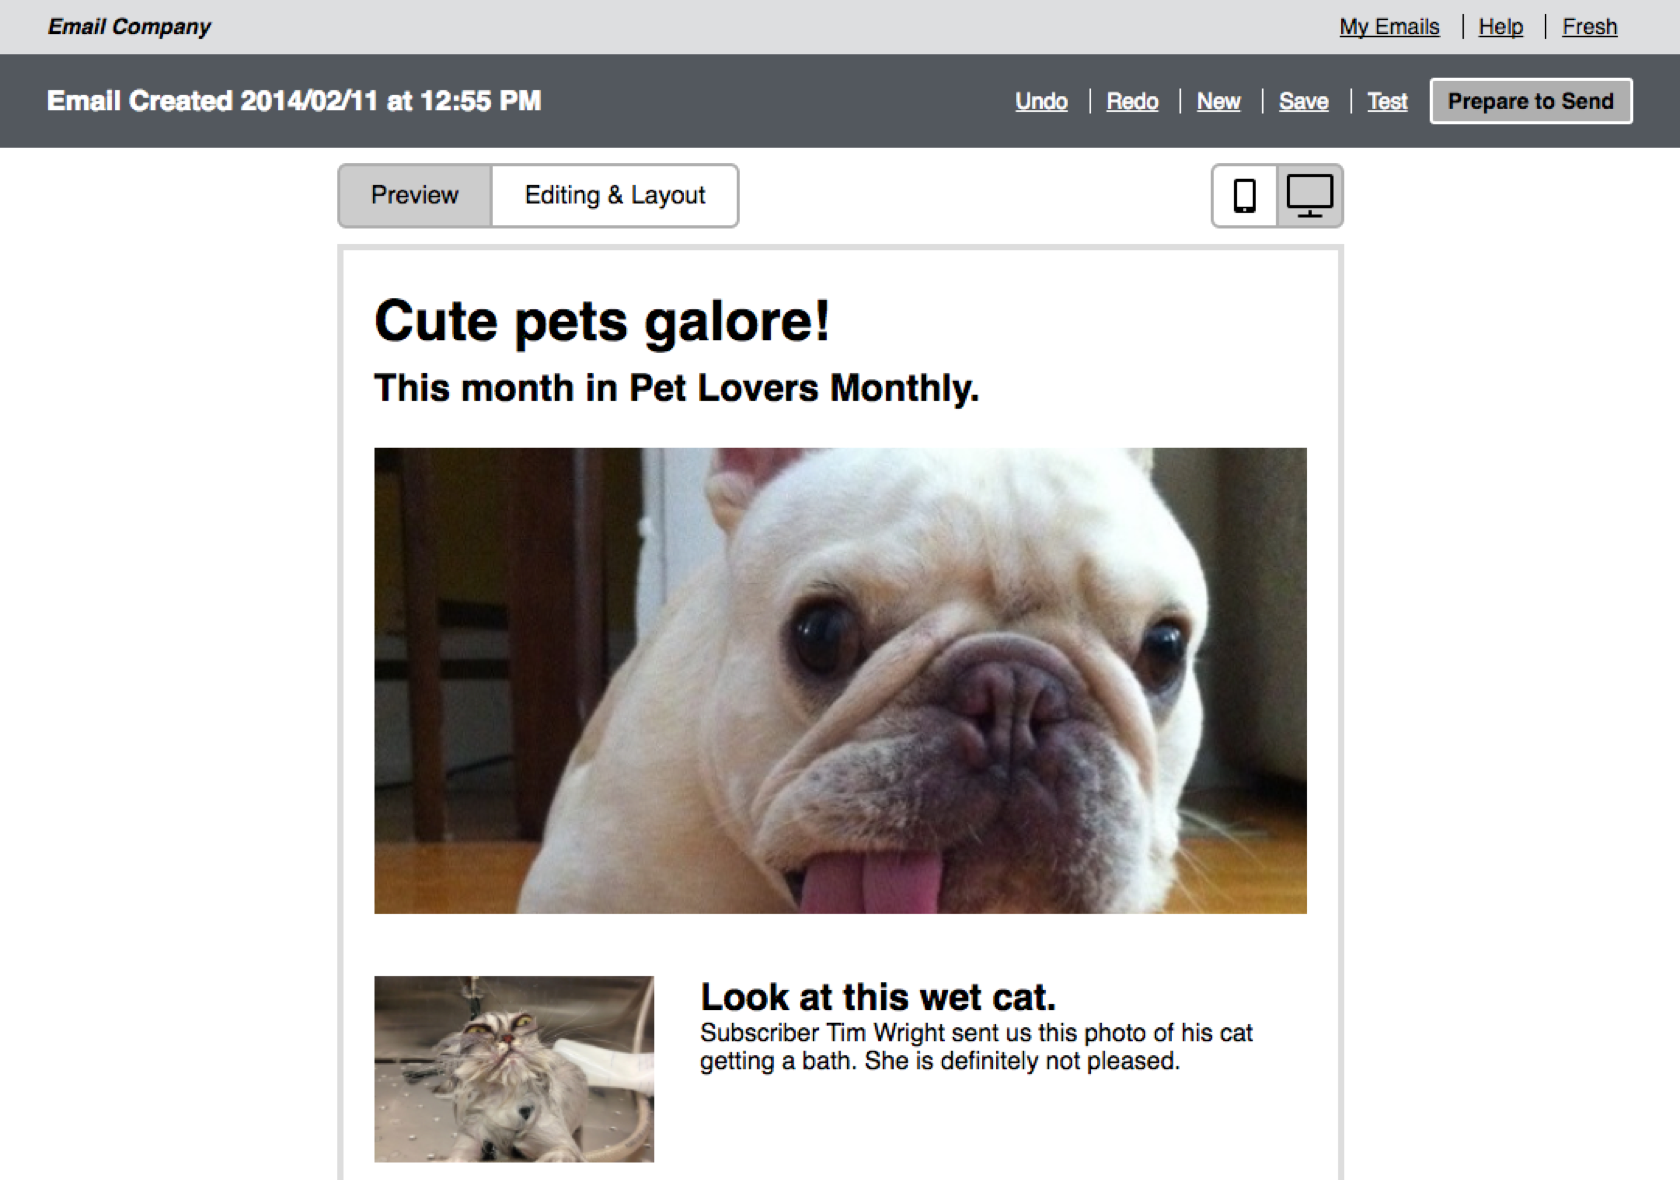 Email Company
My Emails
Help
Fresh
Email Created 2014/02/11 at 12:55 PM
Undo
Redo
New
Save
Test
Prepare to Send
Preview
Editing & Layout
Cute pets galore!
This month in Pet Lovers Monthly.
Look at this wet cat.
Subscriber Tim Wright sent us this photo of his cat
getting a bath. She is definitely not pleased.